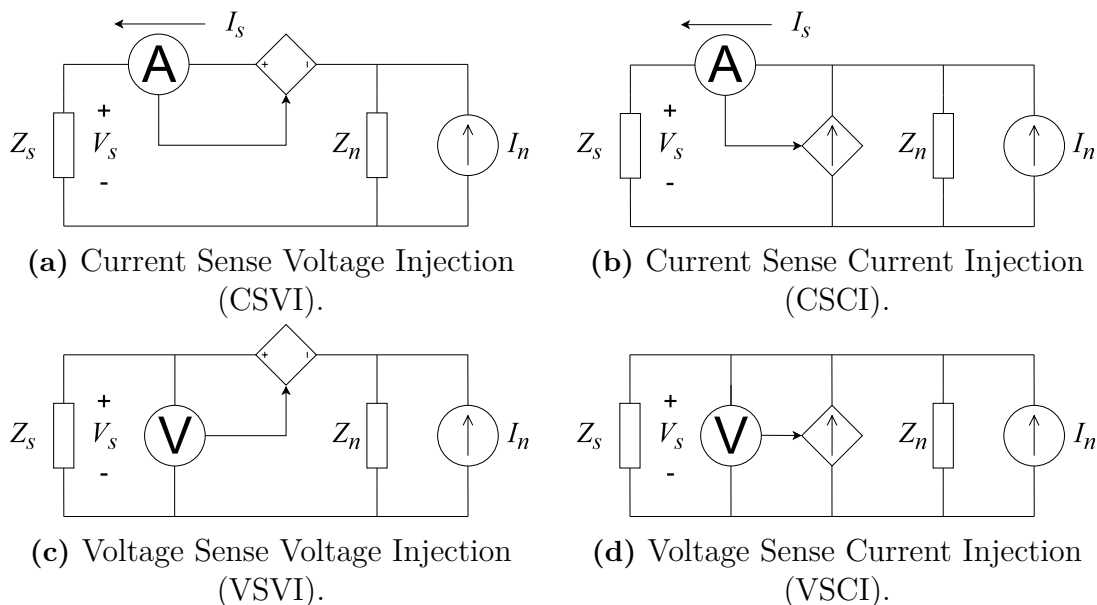 I_s
A
+ -
Z_s
+
V_s
-
Z_n
I_n
(a) Current Sense Voltage Injection
(CSVI).
I_s
A
Z_s
+
V_s
-
Z_n
I_n
(b) Current Sense Current Injection
(CSCI).
+ -
Z_s
+
V_s
-
V
Z_n
I_n
(c) Voltage Sense Voltage Injection
(VSVI).
Z_s
+
V_s
-
V
Z_n
I_n
(d) Voltage Sense Current Injection
(VSCI).